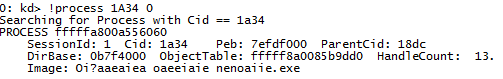 0: kd> !process 1A34 0
Searching for Process with Cid == 1a34
PROCESS fffffa800a556060
SessionId: 1 Cid: 1a34 Peb: 7efdf000 ParentCid: 18dc
DirBase: 0b7f4000 ObjectTable: fffff8a0085b9dd0 HandleCount: 13.
Image: Oi?aaeaiea oaeeiaie nenoaiie.exe